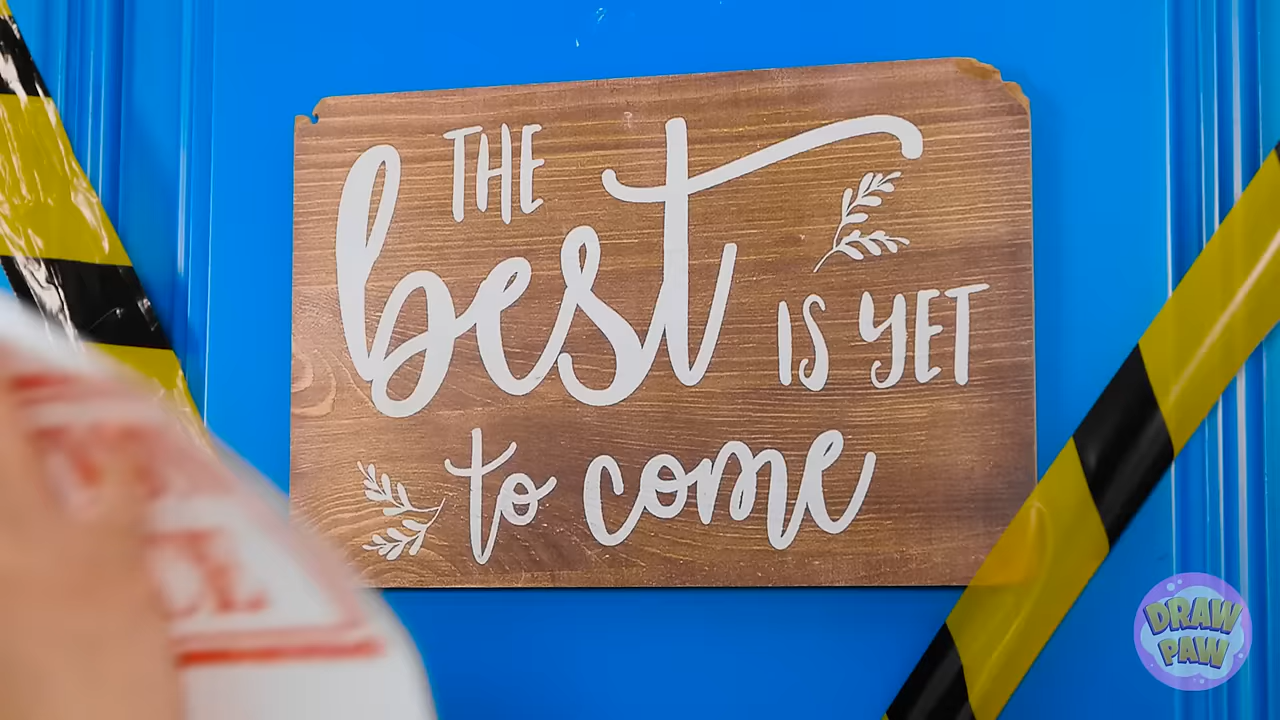 THE
best
IS YET
to come
DRAW
PAW